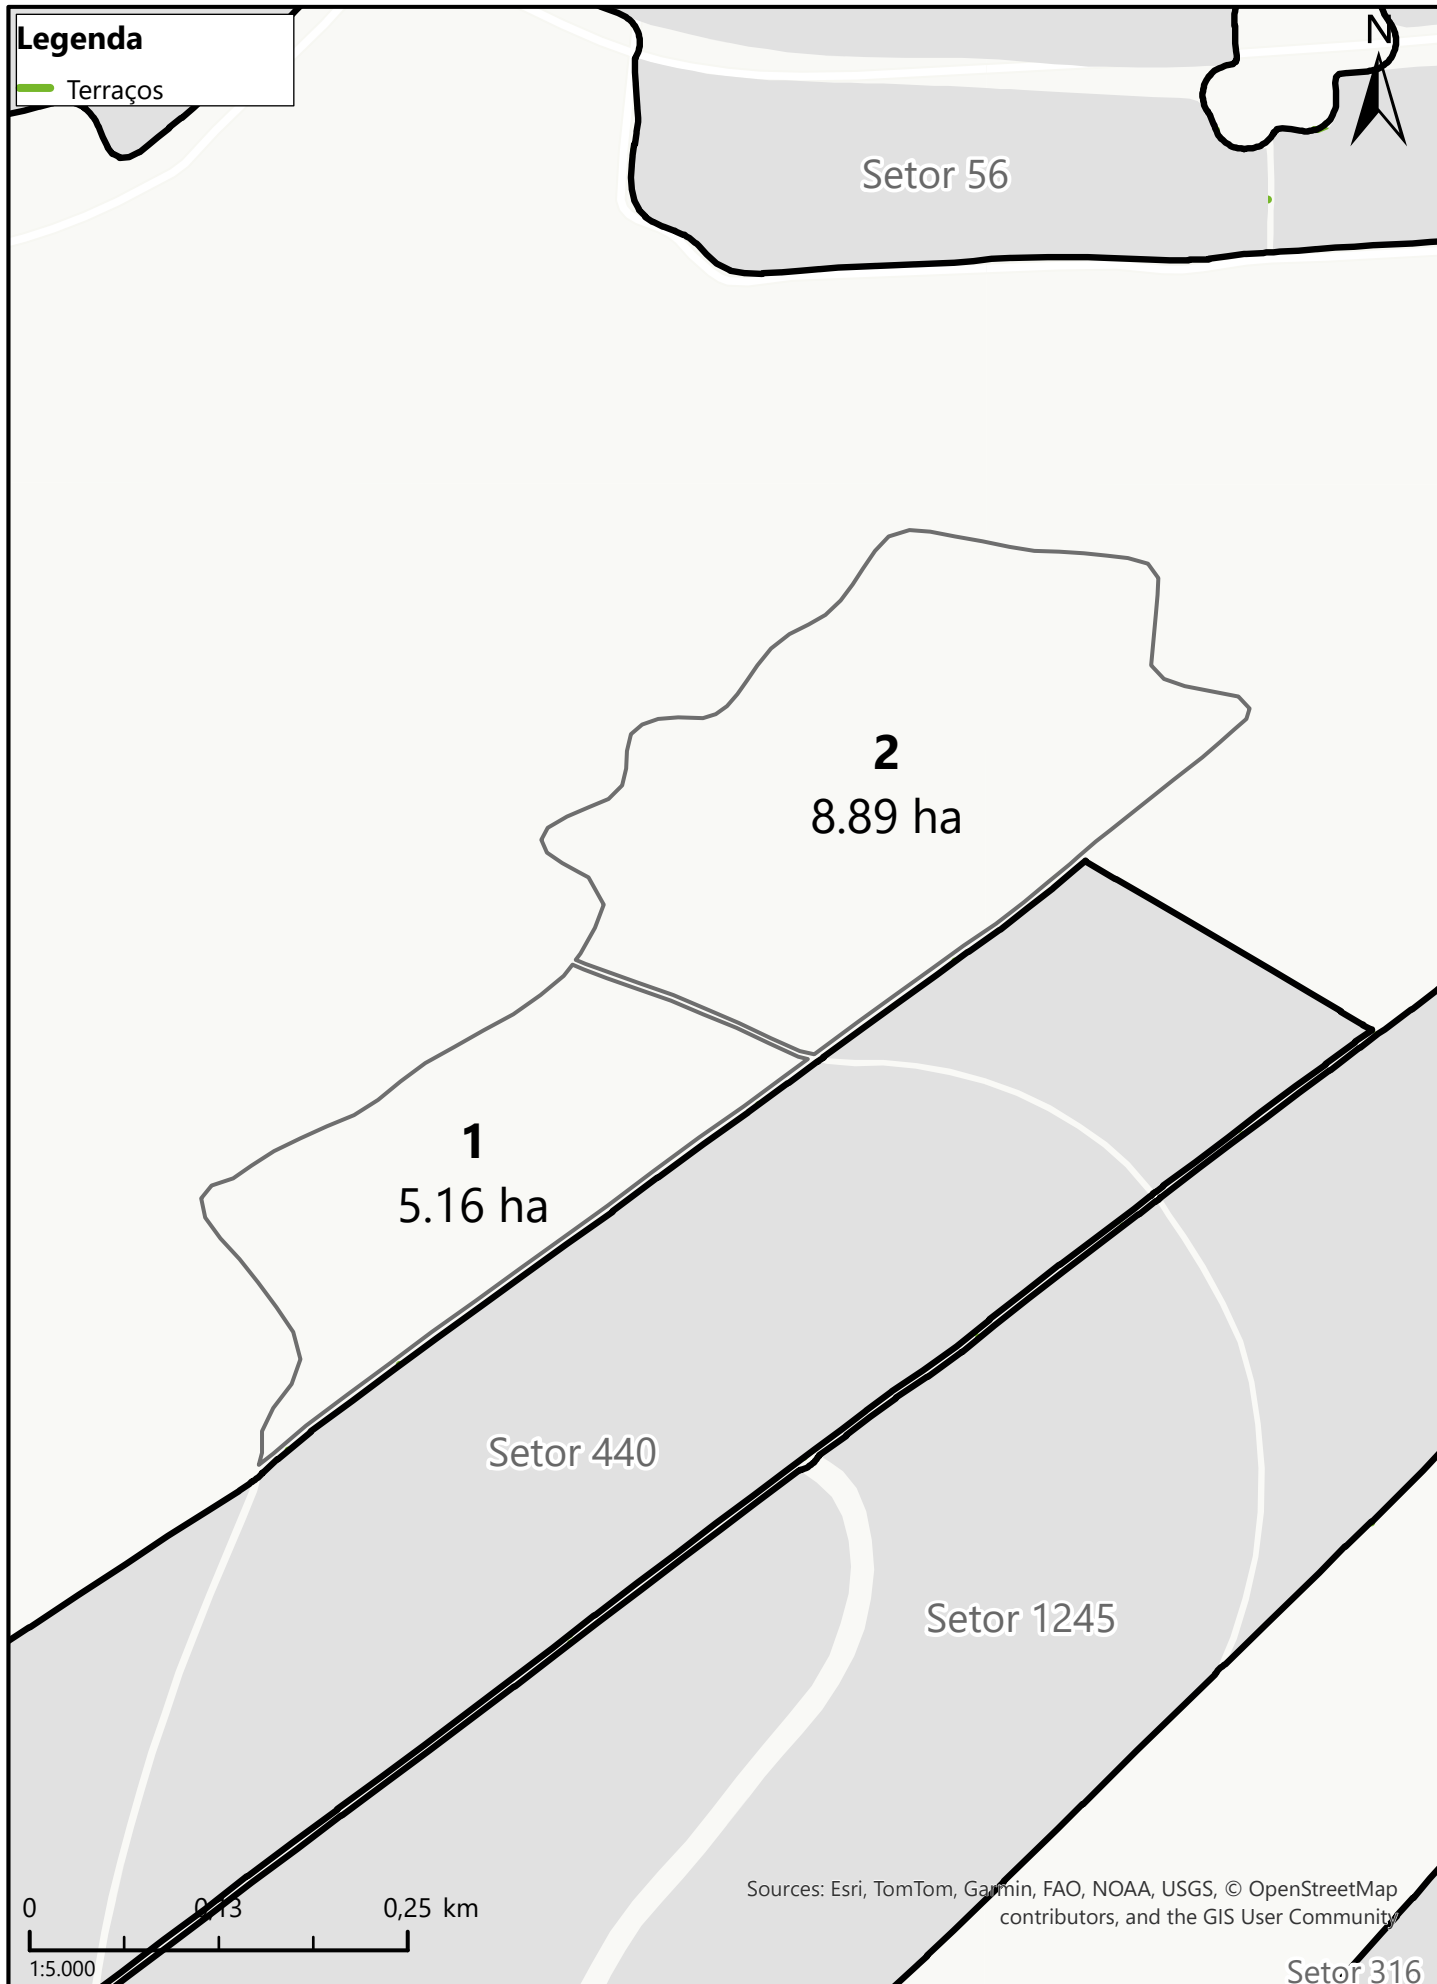 Legenda
N
Terraços
Setor 56
2
8.89 ha
1
5.16 ha
Setor 440
Setor 1245
0 0,13 0,25 km
1:5.000
Sources: Esri, TomTom, Garmin, FAO, NOAA, USGS, © OpenStreetMap
contributors, and the GIS User Community
Setor 316